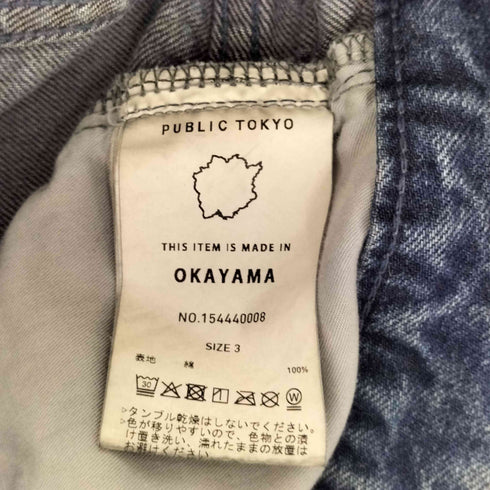 PUBLIC TOKYO
THIS ITEM IS MADE IN
OKAYAMA
NO.154440008
SIZE 3
表地 綿 100%
30 W
>タンブル乾燥はしないでください。
>色が移りやすいので、色物との漬
け置き洗い、濡れたままの放置は